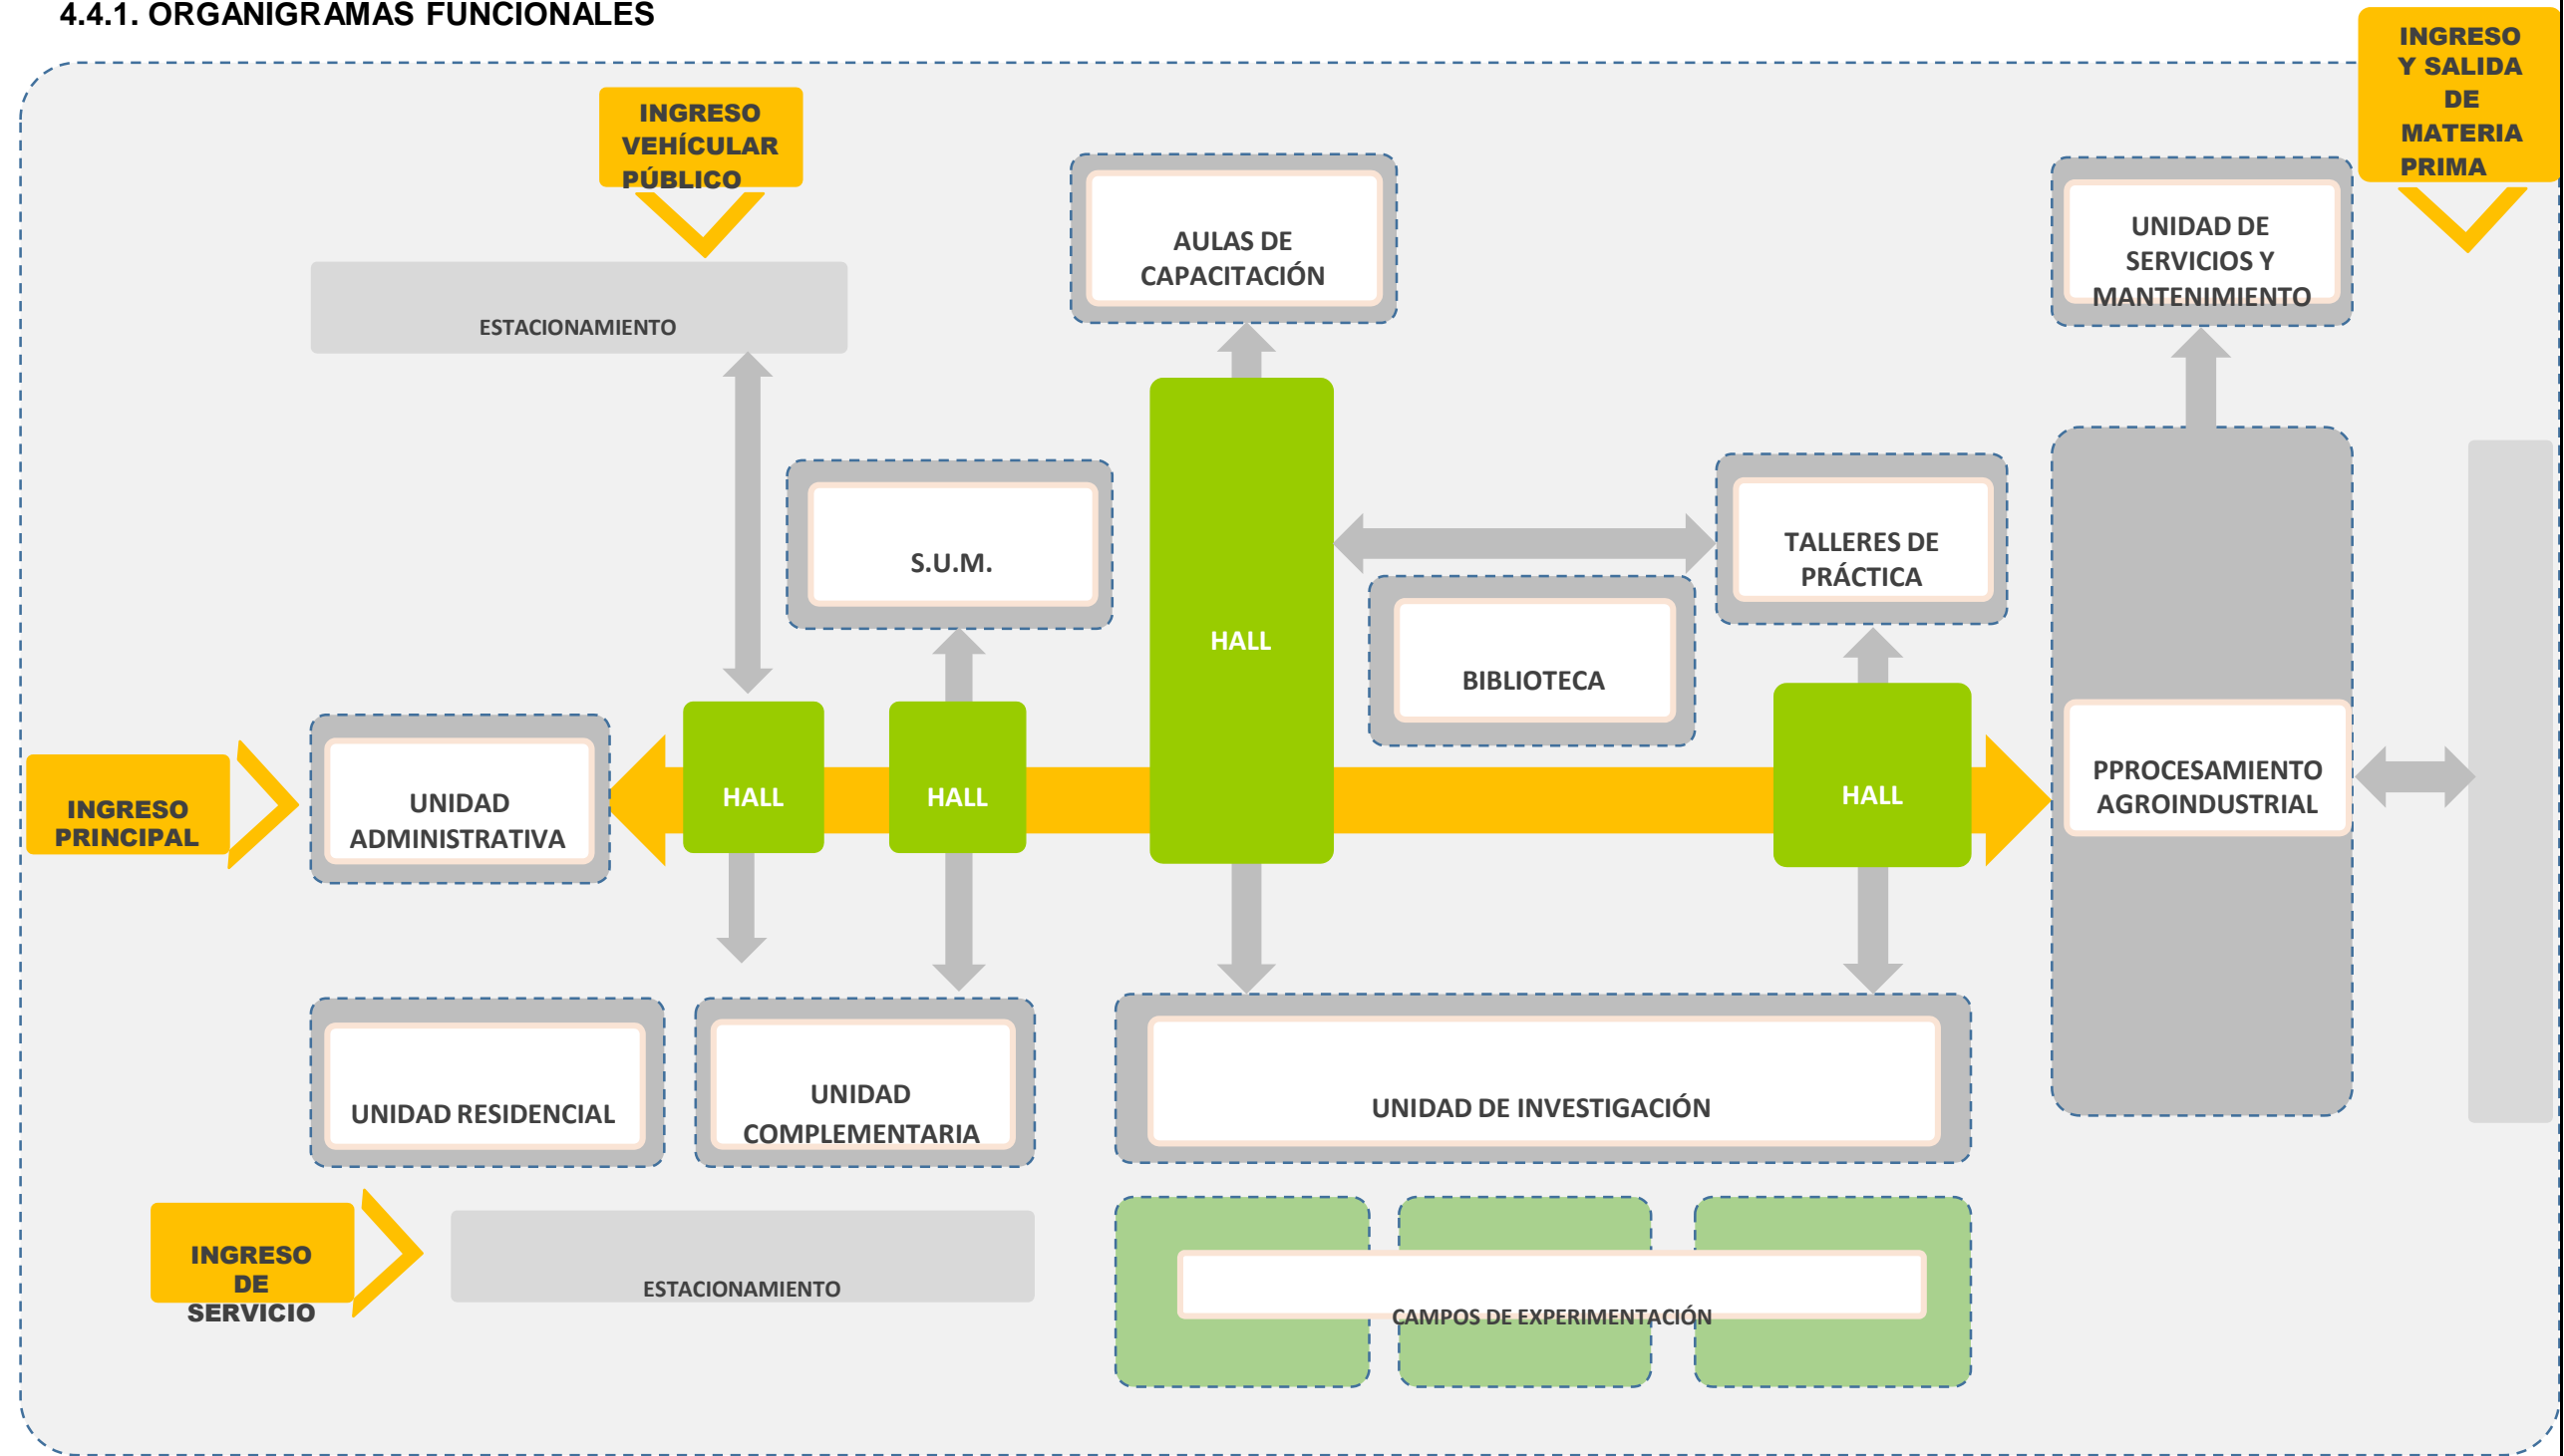 4.4.1. ORGANIGRAMAS FUNCIONALES
INGRESO
Y SALIDA
DE
MATERIA
PRIMA
INGRESO
VEHÍCULAR
PÚBLICO
AULAS DE
CAPACITACIÓN
UNIDAD DE
SERVICIOS Y
MANTENIMIENTO
ESTACIONAMIENTO
S.U.M.
TALLERES DE
PRÁCTICA
HALL
BIBLIOTECA
INGRESO
PRINCIPAL
UNIDAD
ADMINISTRATIVA
HALL
HALL
HALL
PPROCESAMIENTO
AGROINDUSTRIAL
UNIDAD RESIDENCIAL
UNIDAD
COMPLEMENTARIA
UNIDAD DE INVESTIGACIÓN
INGRESO
DE
SERVICIO
ESTACIONAMIENTO
CAMPOS DE EXPERIMENTACIÓN